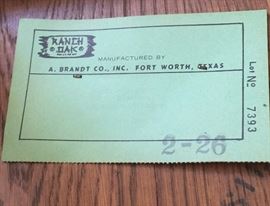 RANCH
OAK
MANUFACTURED BY
A. BRANDT CO., INC. FORT WORTH, TEXAS
Lot No 7393
2-26